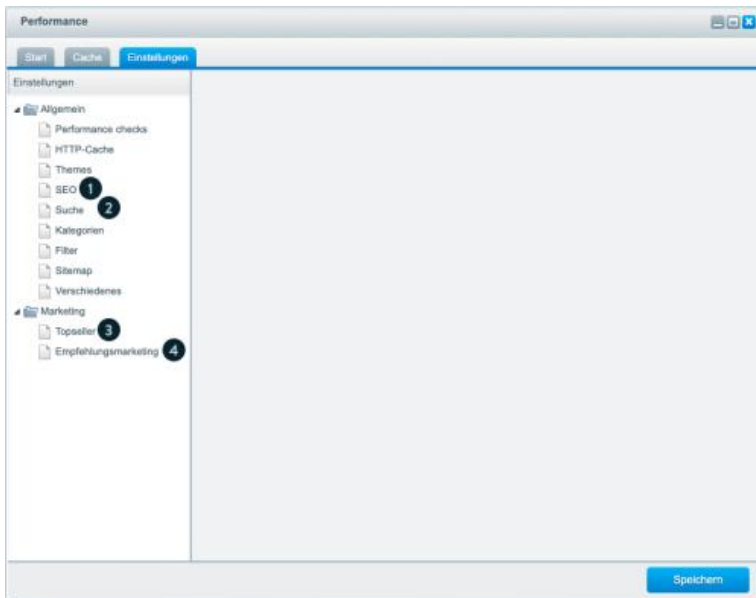 Performance
Start Cache Einstellungen
Einstellungen
Allgemein
Performance checks
HTTP-Cache
Themes
SEO 1
Suche 2
Kategorien
Filter
Sitemap
Verschiedenes
Marketing
Topseller 3
Empfehlungsmarketing 4
Speichern